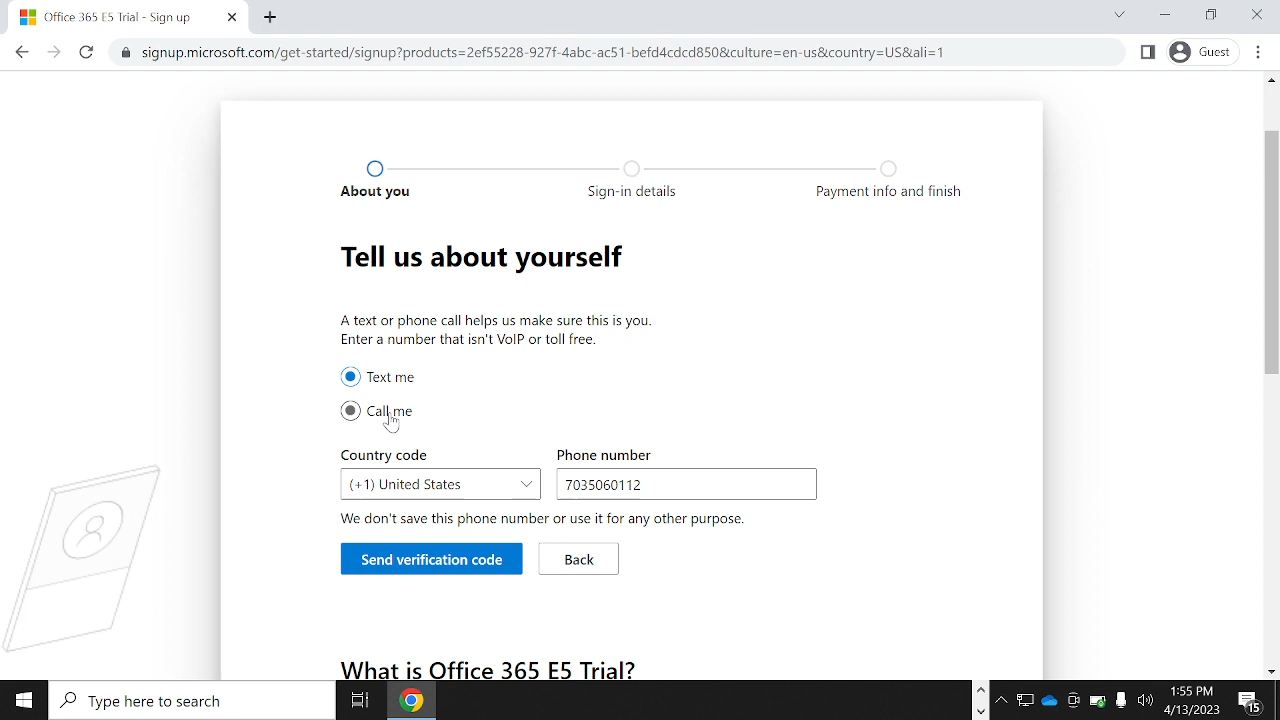 Office 365 E5 Trial - Sign up
signup.microsoft.com/get-started/signup?products=2ef55228-927f-4abc-ac51-befd4cdcd850&culture=en-us&country=US&ali=1
Guest
About you
Sign-in details
Payment info and finish
Tell us about yourself
A text or phone call helps us make sure this is you.
Enter a number that isn't VoIP or toll free.
Text me
Call me
Country code
Phone number
(+1) United States
7035060112
We don't save this phone number or use it for any other purpose.
Send verification code
Back
What is Office 365 E5 Trial?
Type here to search
1:55 PM
4/13/2023
15